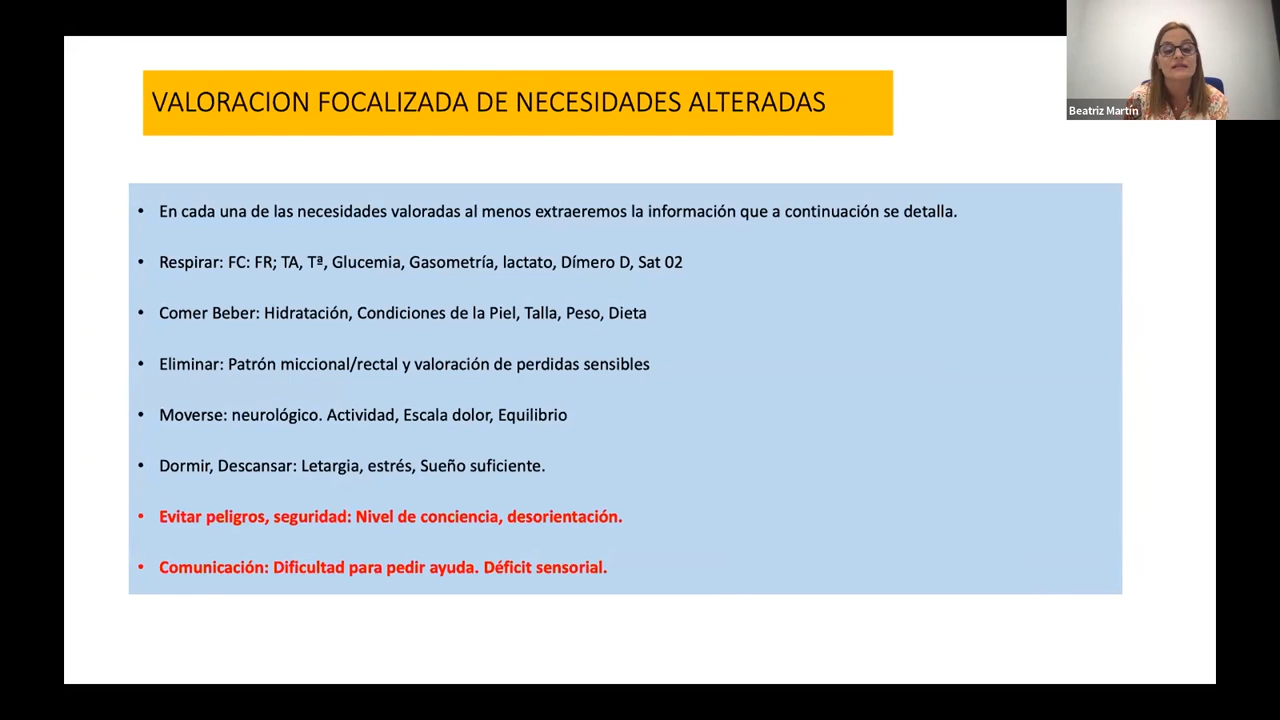 VALORACION FOCALIZADA DE NECESIDADES ALTERADAS
Beatriz Martín
• En cada una de las necesidades valoradas al menos extraeremos la información que a continuación se detalla.
• Respirar: FC: FR; TA, Tª, Glucemia, Gasometría, lactato, Dímero D, Sat 02
• Comer Beber: Hidratación, Condiciones de la Piel, Talla, Peso, Dieta
• Eliminar: Patrón miccional/rectal y valoración de perdidas sensibles
• Moverse: neurológico. Actividad, Escala dolor, Equilibrio
• Dormir, Descansar: Letargia, estrés, Sueño suficiente.
• Evitar peligros, seguridad: Nivel de conciencia, desorientación.
• Comunicación: Dificultad para pedir ayuda. Déficit sensorial.